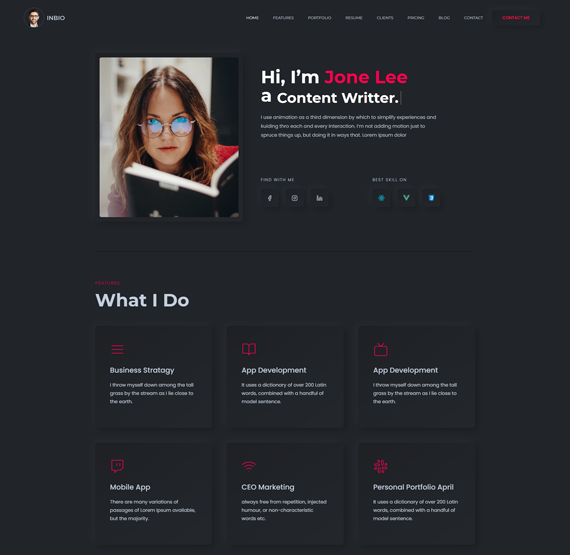 INBIO
HOME FEATURES PORTFOLIO RESUME CLIENTS PRICING BLOG CONTACT CONTACT ME
Hi, I'm Jone Lee
a Content Writter.
I use animation as a third dimension by which to simplify experiences and
kuiding thro each and every interaction. I'm not adding motion just to
spruce things up, but doing it in ways that. Lorem ipsum dolor
FIND WITH ME
BEST SKILL ON
FEATURES
What I Do
Business Stratagy
I throw myself down among the tall
grass by the stream as I lie close to
the earth.
App Development
It uses a dictionary of over 200 Latin
words, combined with a handful of
model sentence.
App Development
I throw myself down among the tall
grass by the stream as I lie close to
the earth.
Mobile App
There are many variations of
passages of Lorem Ipsum available,
but the majority.
CEO Marketing
always free from repetition, injected
humour, or non-characteristic
words etc.
Personal Portfolio April
It uses a dictionary of over 200 Latin
words, combined with a handful of
model sentence.